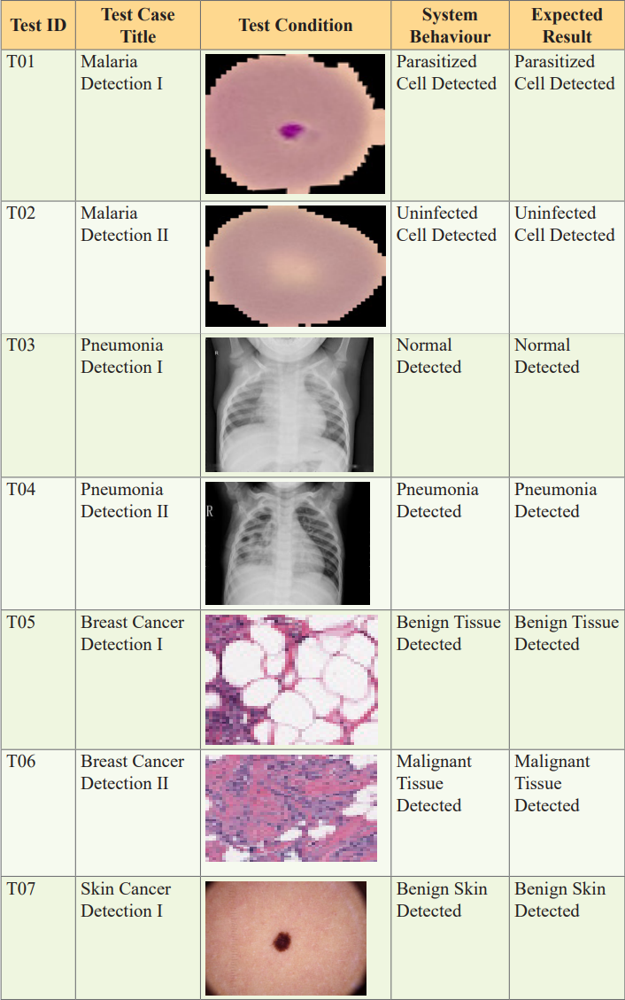 Test ID
Test Case
Title
Test Condition
System
Behaviour
Expected
Result
T01
Malaria
Detection I
Parasitized
Cell Detected
Parasitized
Cell Detected
T02
Malaria
Detection II
Uninfected
Cell Detected
Uninfected
Cell Detected
T03
Pneumonia
Detection I
R
Normal
Detected
Normal
Detected
T04
Pneumonia
Detection II
R
Pneumonia
Detected
Pneumonia
Detected
T05
Breast Cancer
Detection I
Benign Tissue
Detected
Benign Tissue
Detected
T06
Breast Cancer
Detection II
Malignant
Tissue
Detected
Malignant
Tissue
Detected
T07
Skin Cancer
Detection I
Benign Skin
Detected
Benign Skin
Detected